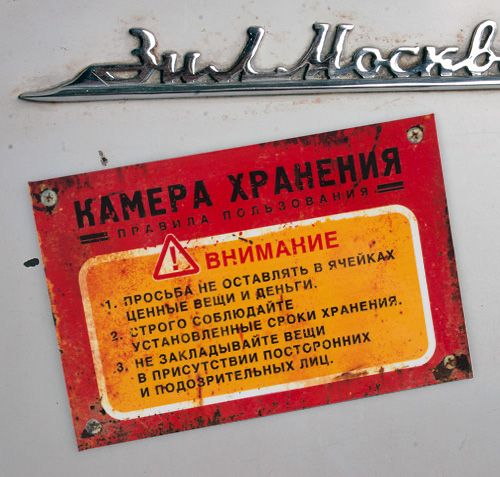 Зил Москв
КАМЕРА ХРАНЕНИЯ
ПРАВИЛА ПОЛЬЗОВАНИЯ
ВНИМАНИЕ
1. ПРОСЬБА НЕ ОСТАВЛЯТЬ В ЯЧЕЙКАХ
ЦЕННЫЕ ВЕЩИ И ДЕНЬГИ.
2. СТРОГО СОБЛЮДАЙТЕ
УСТАНОВЛЕННЫЕ СРОКИ ХРАНЕНИЯ.
3. НЕ ЗАКЛАДЫВАЙТЕ ВЕЩИ
В ПРИСУТСТВИИ ПОСТОРОННИХ
И ПОДОЗРИТЕЛЬНЫХ ЛИЦ.